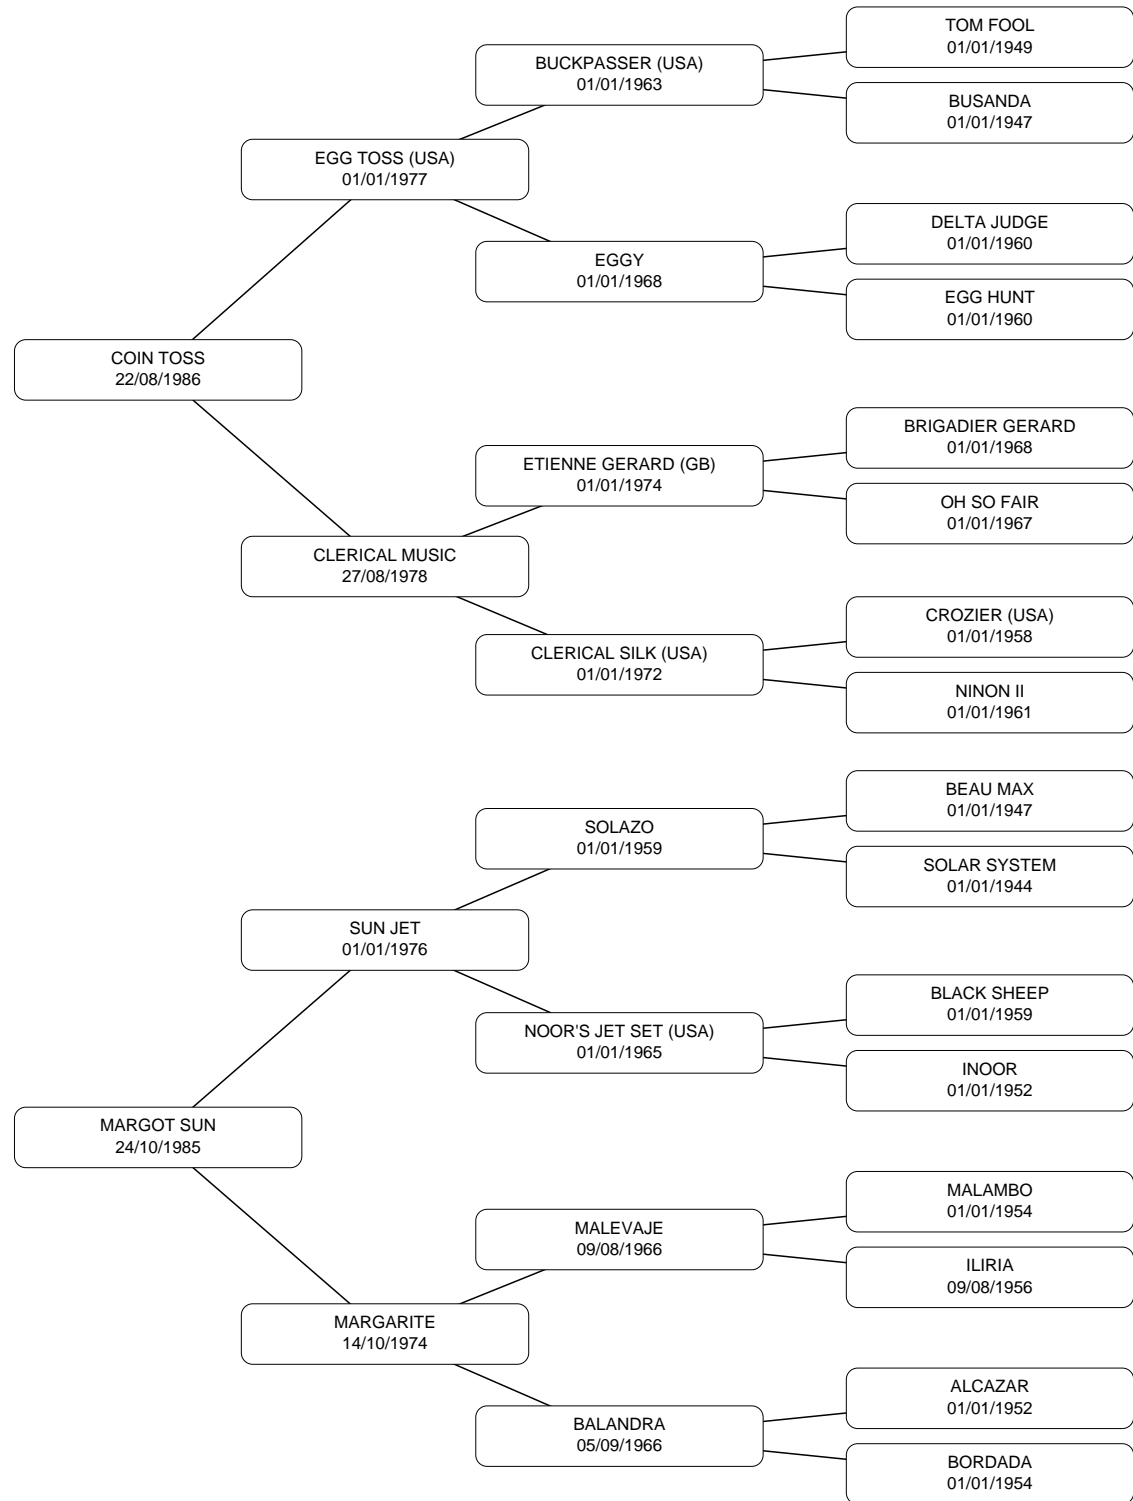 TOM FOOL
01/01/1949
BUCKPASSER (USA)
01/01/1963
BUSANDA
01/01/1947
EGG TOSS (USA)
01/01/1977
DELTA JUDGE
01/01/1960
EGGY
01/01/1968
EGG HUNT
01/01/1960
COIN TOSS
22/08/1986
BRIGADIER GERARD
01/01/1968
ETIENNE GERARD (GB)
01/01/1974
OH SO FAIR
01/01/1967
CLERICAL MUSIC
27/08/1978
CROZIER (USA)
01/01/1958
CLERICAL SILK (USA)
01/01/1972
NINON II
01/01/1961
BEAU MAX
01/01/1947
SOLAZO
01/01/1959
SOLAR SYSTEM
01/01/1944
SUN JET
01/01/1976
BLACK SHEEP
01/01/1959
NOOR'S JET SET (USA)
01/01/1965
INOOR
01/01/1952
MARGOT SUN
24/10/1985
MALAMBO
01/01/1954
MALEVAJE
09/08/1966
ILIRIA
09/08/1956
MARGARITE
14/10/1974
ALCAZAR
01/01/1952
BALANDRA
05/09/1966
BORDADA
01/01/1954